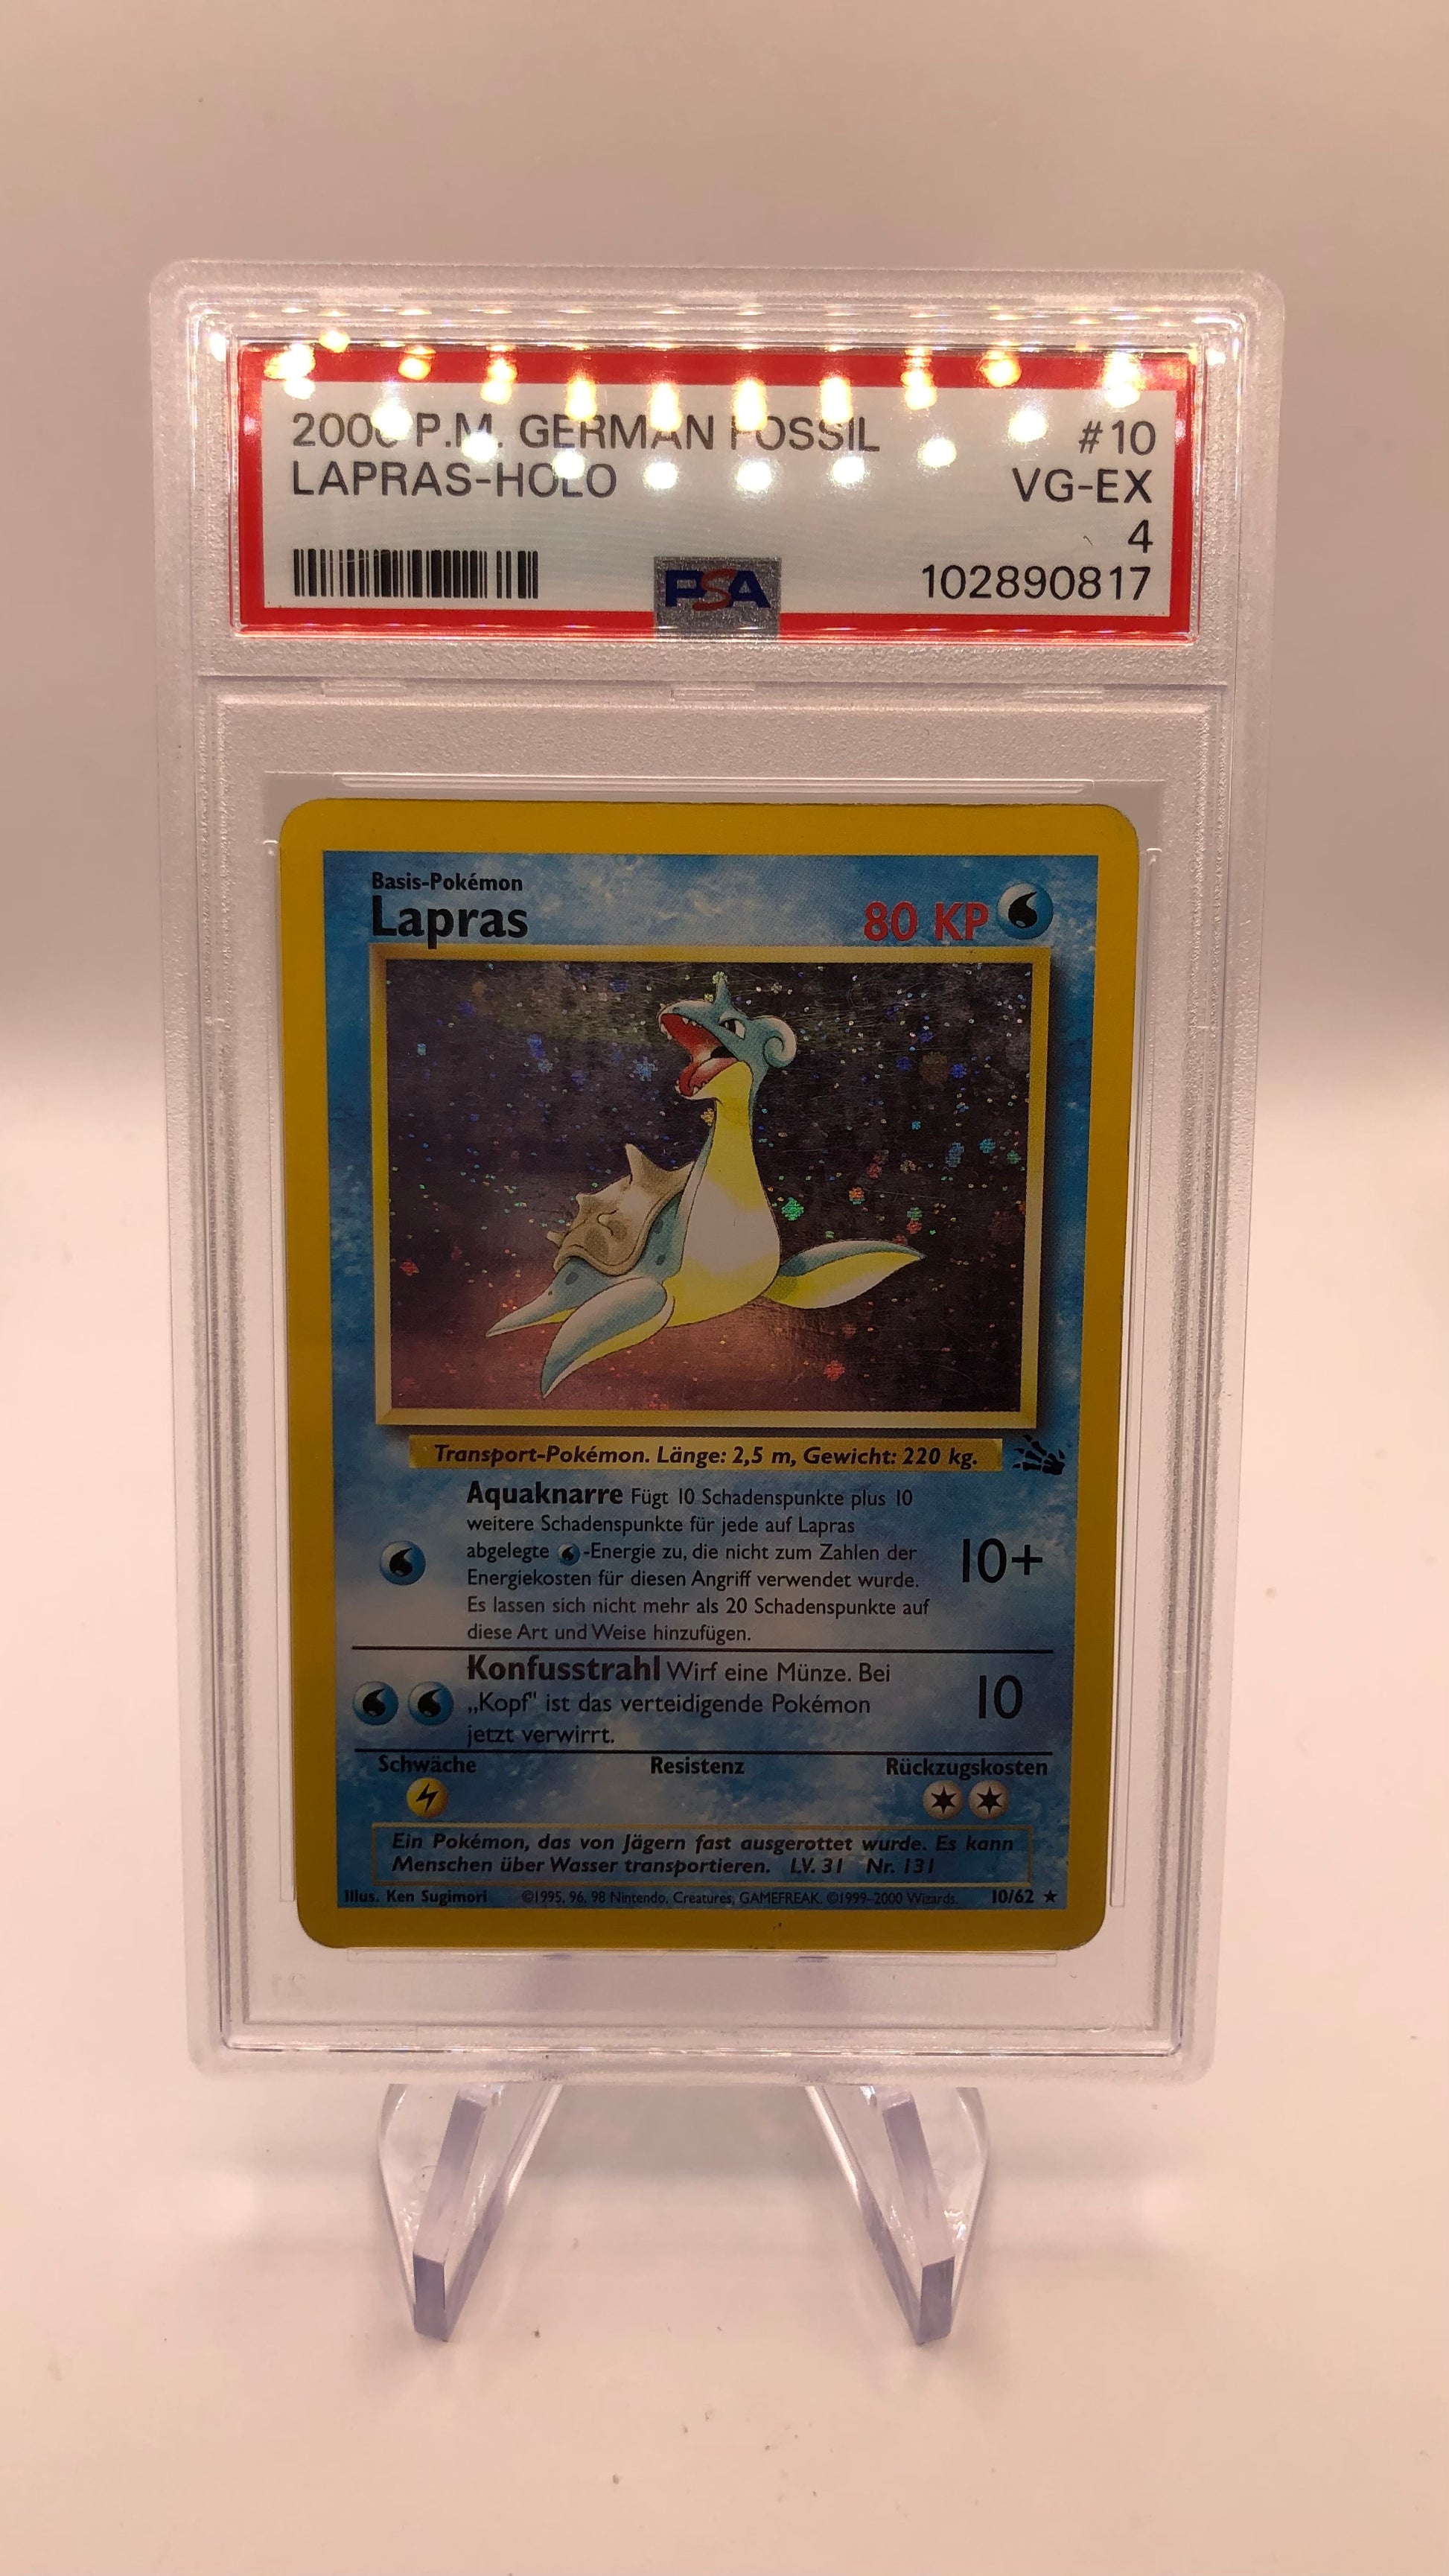 2000 P.M. GERMAN FOSSIL #10
LAPRAS-HOLO VG-EX
4
PSA 102890817
Basis-Pokémon
Lapras 80 KP
Transport-Pokémon. Länge: 2,5 m, Gewicht: 220 kg.
Aquaknarre Fügt 10 Schadenspunkte plus 10
weitere Schadenspunkte für jede auf Lapras
abgelegte -Energie zu, die nicht zum Zahlen der
Energiekosten für diesen Angriff verwendet wurde.
Es lassen sich nicht mehr als 20 Schadenspunkte auf
diese Art und Weise hinzufügen.
10+
Konfusstrahl Wirf eine Münze. Bei
„Kopf" ist das verteidigende Pokémon
jetzt verwirrt.
10
Schwäche Resistenz Rückzugskosten
Ein Pokémon, das von Jägern fast ausgerottet wurde. Es kann
Menschen über Wasser transportieren. LV. 31 Nr. 131
Illus. Ken Sugimori ©1995, 96, 98 Nintendo, Creatures, GAMEFREAK. ©1999-2000 Wizards. 10/62 ★